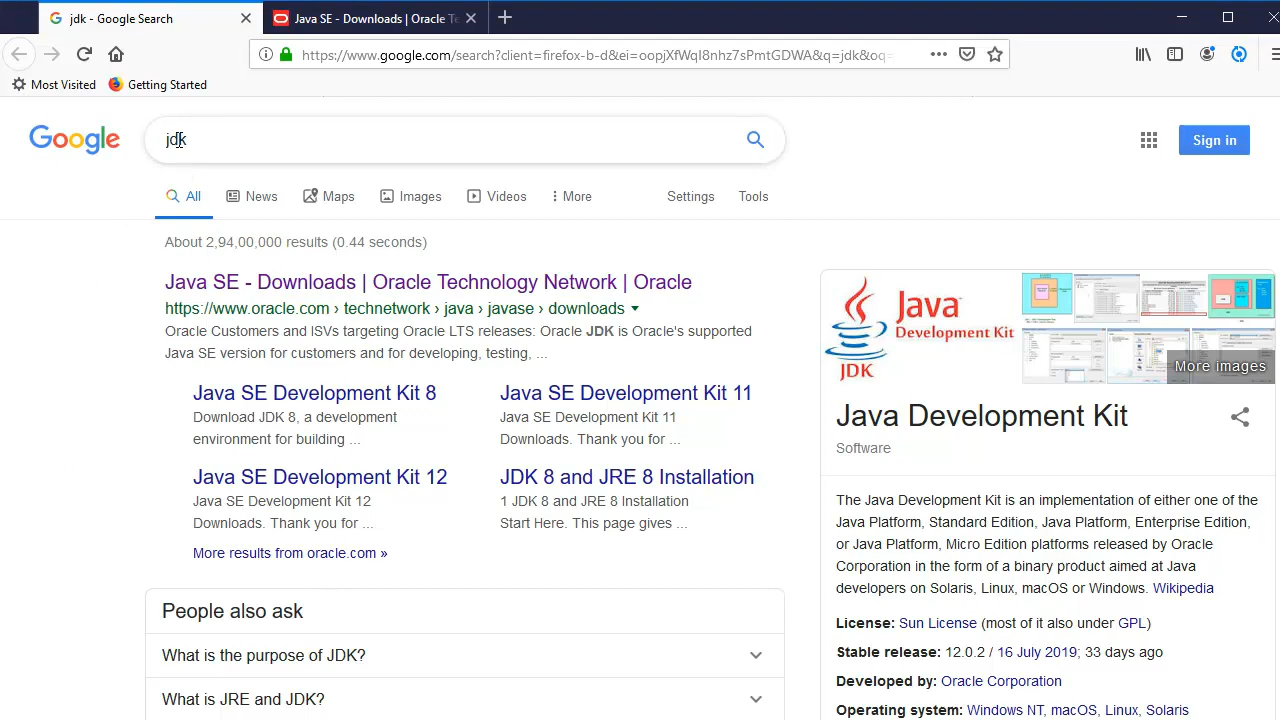 jdk - Google Search
Java SE - Downloads | Oracle Te
https://www.google.com/search?client=firefox-b-d&ei=oopjXfWqI8nhz7sPmtGDWA&q=jdk&oq=
Most Visited
Getting Started
Google
jdk
Sign in
All
News
Maps
Images
Videos
More
Settings
Tools
About 2,94,00,000 results (0.44 seconds)
Java SE - Downloads | Oracle Technology Network | Oracle
https://www.oracle.com › technetwork › java › javase › downloads
Oracle Customers and ISVs targeting Oracle LTS releases: Oracle JDK is Oracle's supported
Java SE version for customers and for developing, testing, ...
Java SE Development Kit 8
Download JDK 8, a development
environment for building ...
Java SE Development Kit 11
Java SE Development Kit 11
Downloads. Thank you for ...
Java SE Development Kit 12
Java SE Development Kit 12
Downloads. Thank you for ...
JDK 8 and JRE 8 Installation
1 JDK 8 and JRE 8 Installation
Start Here. This page gives ...
More results from oracle.com »
People also ask
What is the purpose of JDK?
What is JRE and JDK?
Java
Development Kit
JDK
More images
Java Development Kit
Software
The Java Development Kit is an implementation of either one of the
Java Platform, Standard Edition, Java Platform, Enterprise Edition,
or Java Platform, Micro Edition platforms released by Oracle
Corporation in the form of a binary product aimed at Java
developers on Solaris, Linux, macOS or Windows. Wikipedia
License: Sun License (most of it also under GPL)
Stable release: 12.0.2 / 16 July 2019; 33 days ago
Developed by: Oracle Corporation
Operating system: Windows NT, macOS, Linux, Solaris